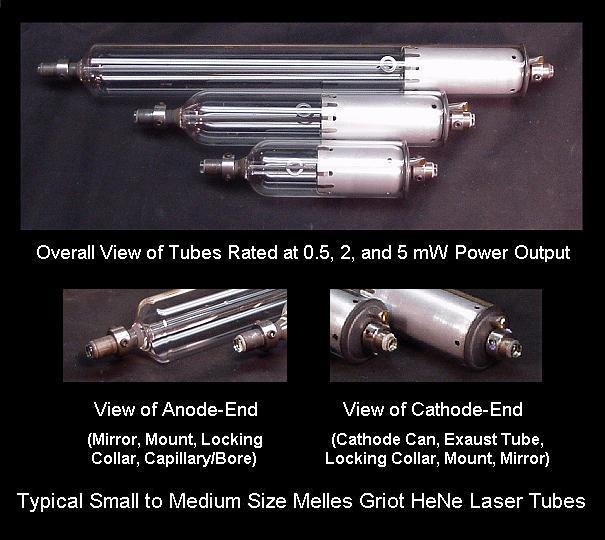 Overall View of Tubes Rated at 0.5, 2, and 5 mW Power Output
View of Anode-End
(Mirror, Mount, Locking
Collar, Capillary/Bore)
View of Cathode-End
(Cathode Can, Exaust Tube,
Locking Collar, Mount, Mirror)
Typical Small to Medium Size Melles Griot HeNe Laser Tubes